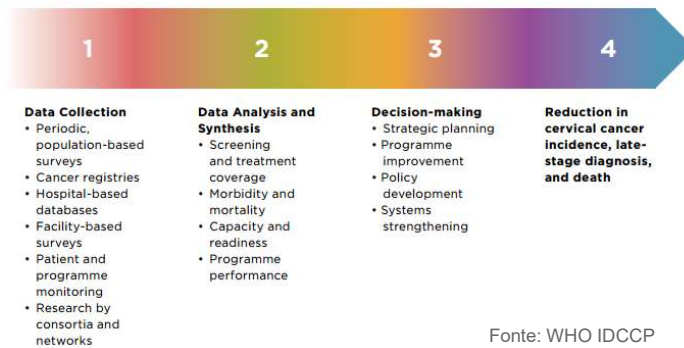 1
2
3
4
Data Collection
• Periodic,
population-based
surveys
• Cancer registries
• Hospital-based
databases
• Facility-based
surveys
• Patient and
programme
monitoring
• Research by
consortia and
networks
Data Analysis and
Synthesis
• Screening
and treatment
coverage
• Morbidity and
mortality
• Capacity and
readiness
• Programme
performance
Decision-making
• Strategic planning
• Programme
improvement
• Policy
development
• Systems
strengthening
Reduction in
cervical cancer
incidence, late-
stage diagnosis,
and death
Fonte: WHO IDCCP